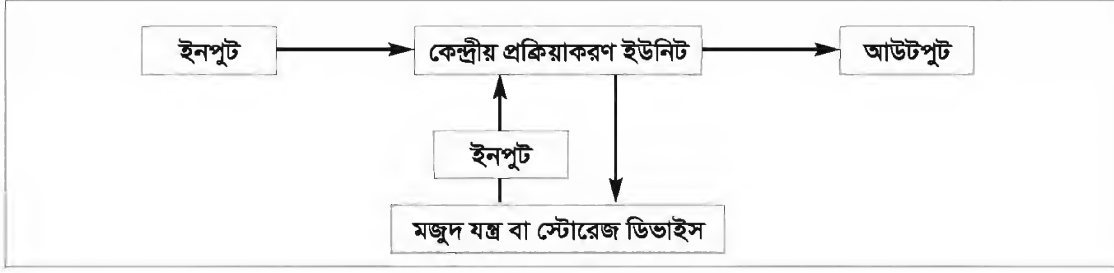 ইনপুট
কেন্দ্রীয় প্রক্রিয়াকরণ ইউনিট
আউটপুট
ইনপুট
মজুদ যন্ত্র বা স্টোরেজ ডিভাইস